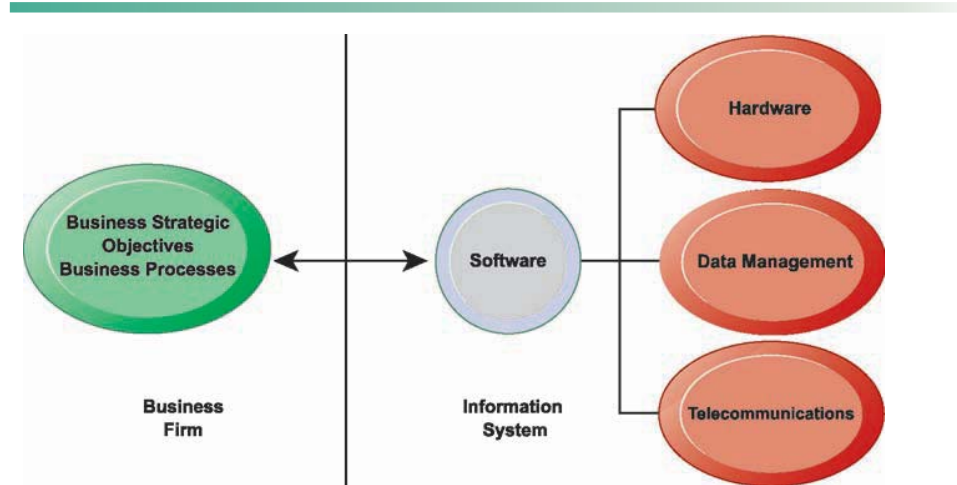 Hardware
Business Strategic
Objectives
Business Processes
Software
Data Management
Business
Firm
Information
System
Telecommunications